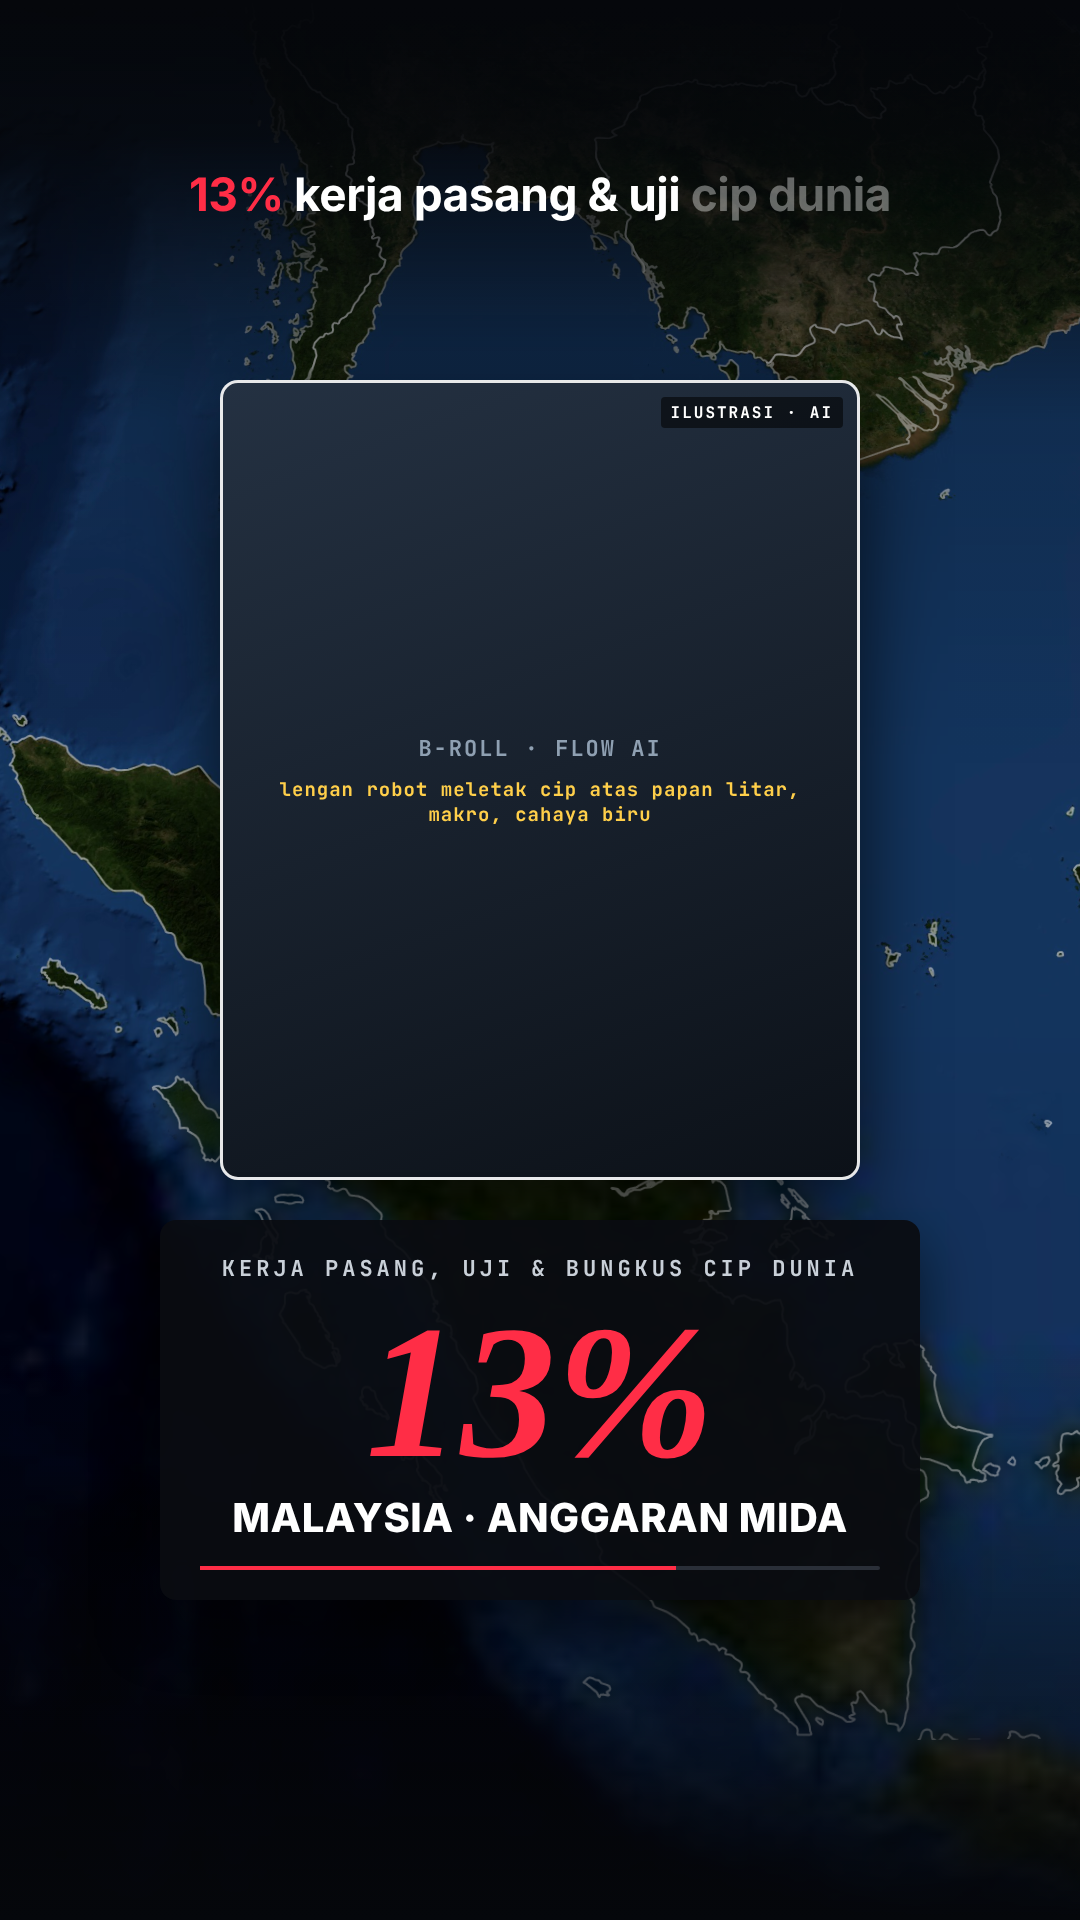 13% kerja pasang & uji cip dunia
ILUSTRASI · AI
B-ROLL · FLOW AI
lengan robot meletak cip atas papan litar,
makro, cahaya biru
KERJA PASANG, UJI & BUNGKUS CIP DUNIA
13%
MALAYSIA · ANGGARAN MIDA